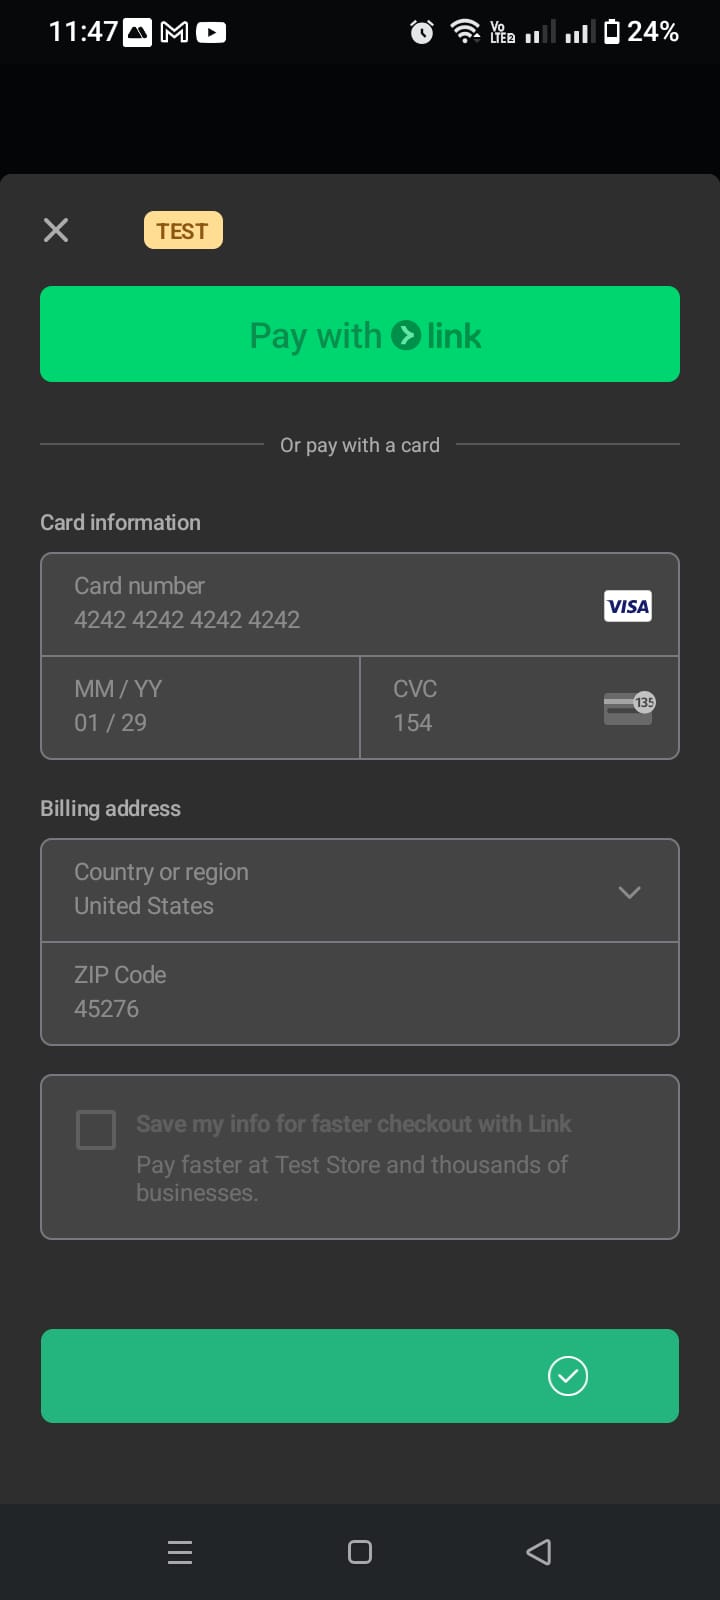 11:47 Vo LTE2 24%
TEST
Pay with link
Or pay with a card
Card information
Card number
4242 4242 4242 4242
VISA
MM / YY
01 / 29
CVC
154
135
Billing address
Country or region
United States
ZIP Code
45276
Save my info for faster checkout with Link
Pay faster at Test Store and thousands of
businesses.